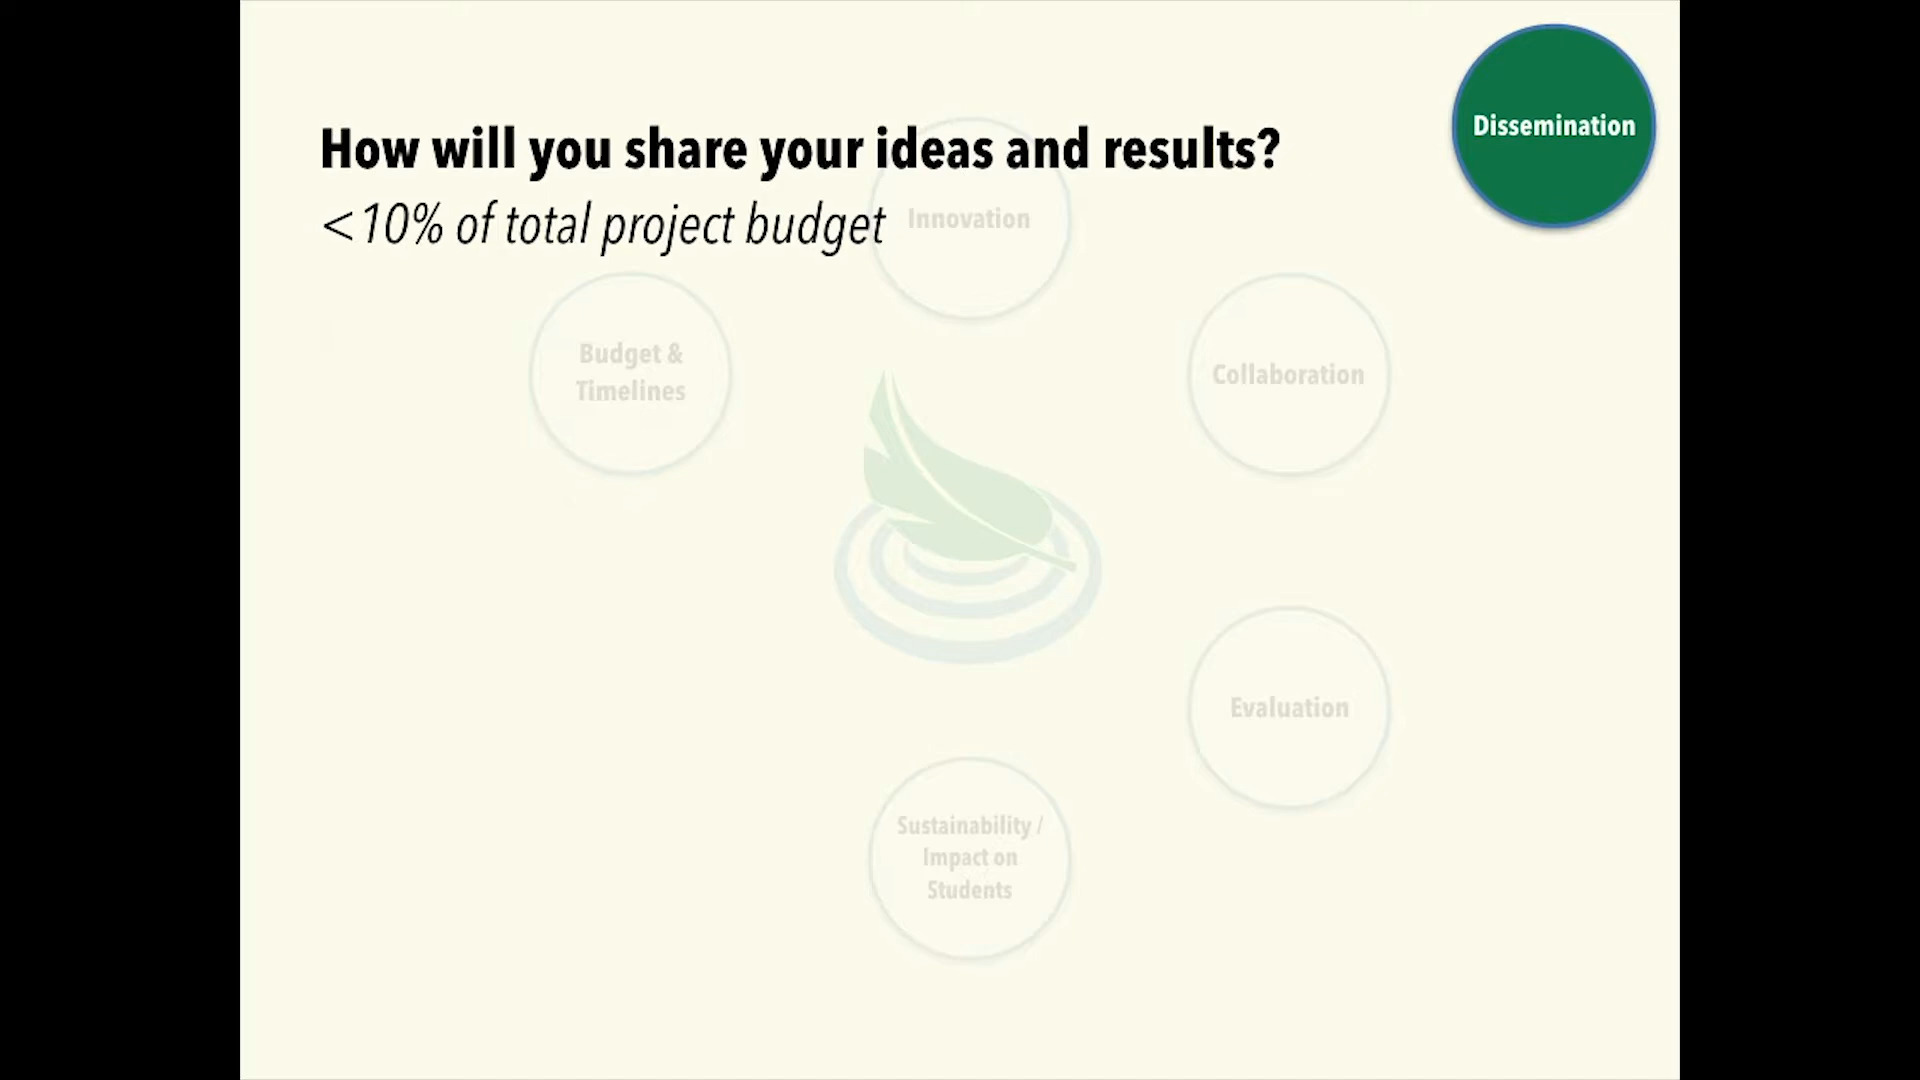 Dissemination
How will you share your ideas and results?
<10% of total project budget
Innovation
Budget &
Timelines
Collaboration
Evaluation
Sustainability /
Impact on
Students